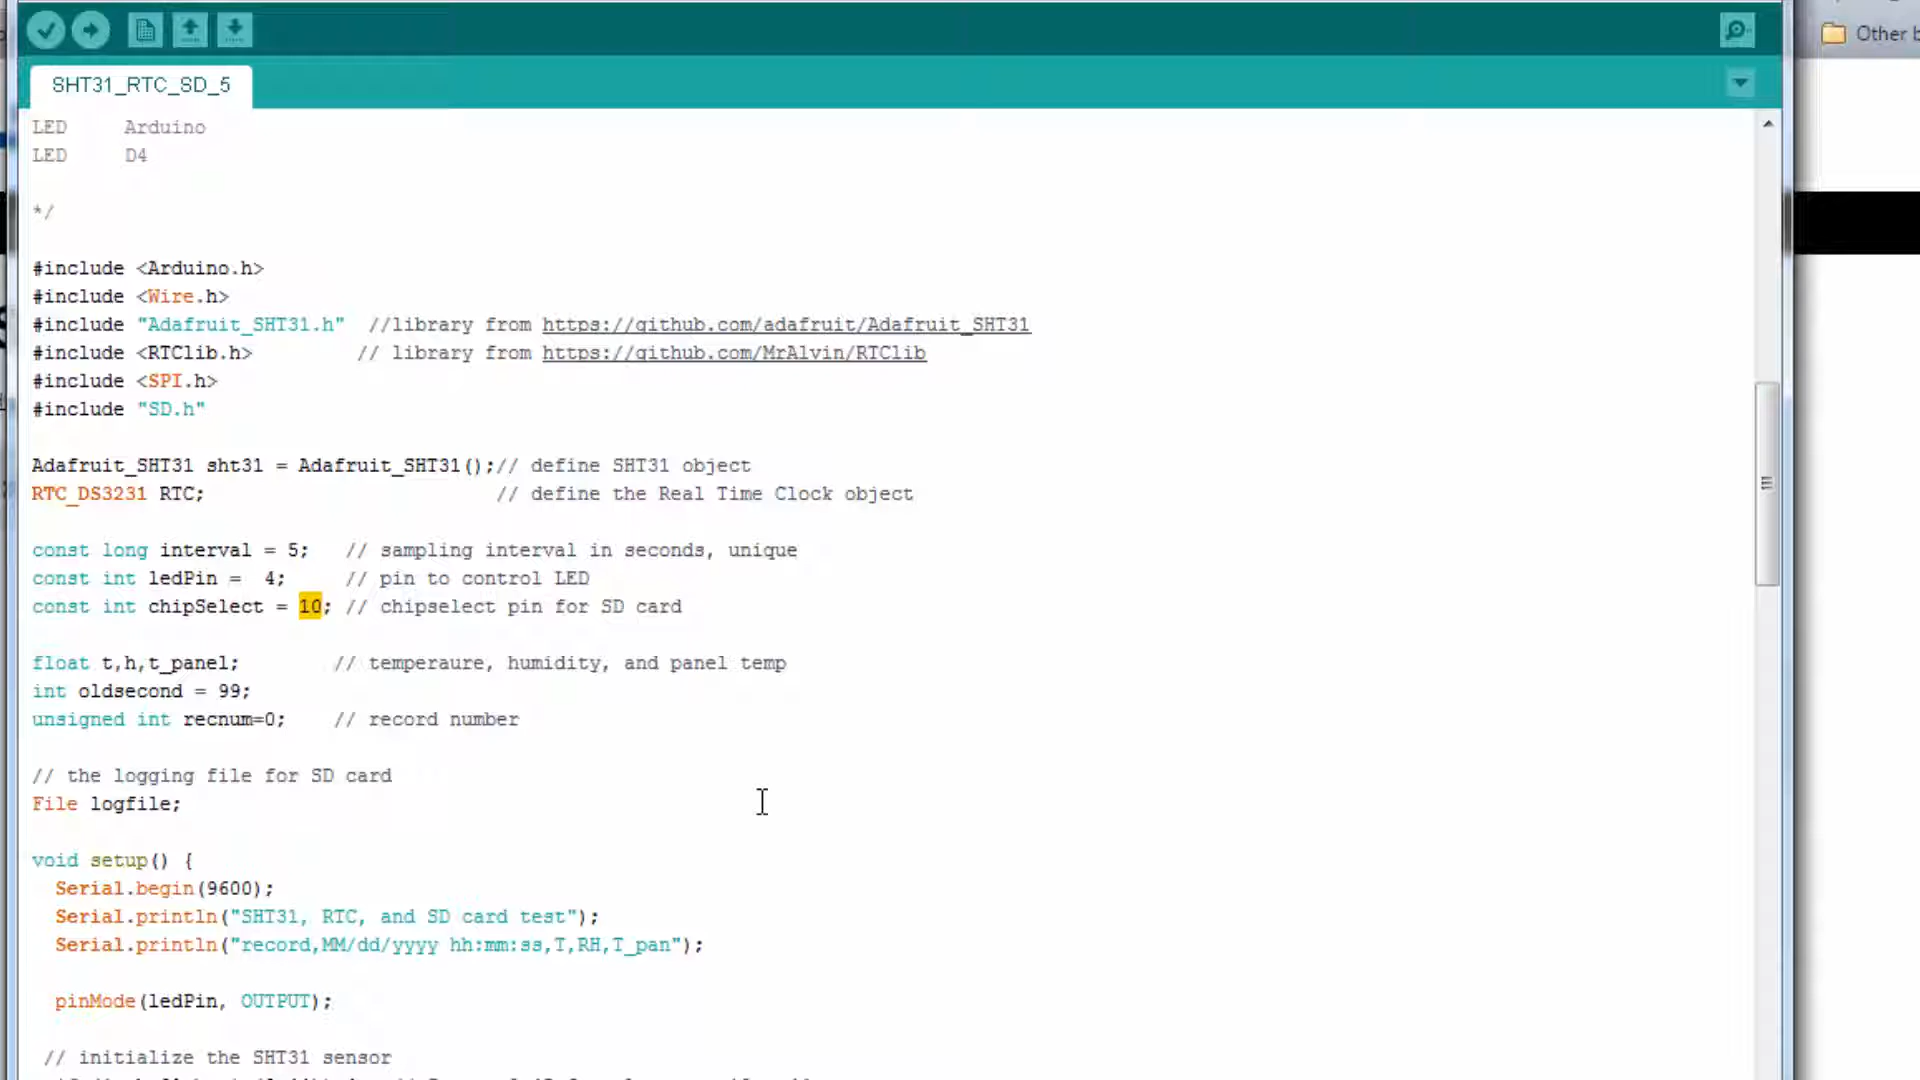 Other b
SHT31_RTC_SD_5
LED     Arduino
LED     D4
*/
#include <Arduino.h>
#include <Wire.h>
#include "Adafruit_SHT31.h"  //library from https://github.com/adafruit/Adafruit_SHT31
#include <RTClib.h>         // library from https://github.com/MrAlvin/RTClib
#include <SPI.h>
#include "SD.h"
Adafruit_SHT31 sht31 = Adafruit_SHT31();// define SHT31 object
RTC_DS3231 RTC;                         // define the Real Time Clock object
const long interval = 5;   // sampling interval in seconds, unique
const int ledPin =  4;     // pin to control LED
const int chipSelect = 10; // chipselect pin for SD card
float t,h,t_panel;        // temperaure, humidity, and panel temp
int oldsecond = 99;
unsigned int recnum=0;    // record number
// the logging file for SD card
File logfile;
void setup() {
  Serial.begin(9600);
  Serial.println("SHT31, RTC, and SD card test");
  Serial.println("record,MM/dd/yyyy hh:mm:ss,T,RH,T_pan");
  pinMode(ledPin, OUTPUT);
 // initialize the SHT31 sensor